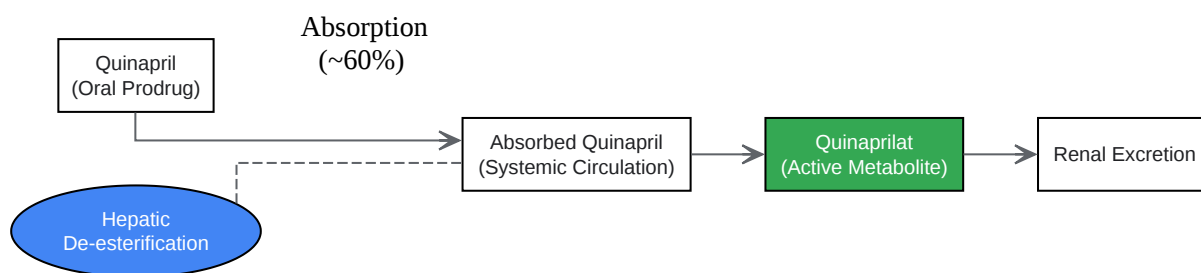 Absorption
(~60%)
Quinapril
(Oral Prodrug)
Absorbed Quinapril
(Systemic Circulation)
Quinaprilat
(Active Metabolite)
Renal Excretion
Hepatic
De-esterification